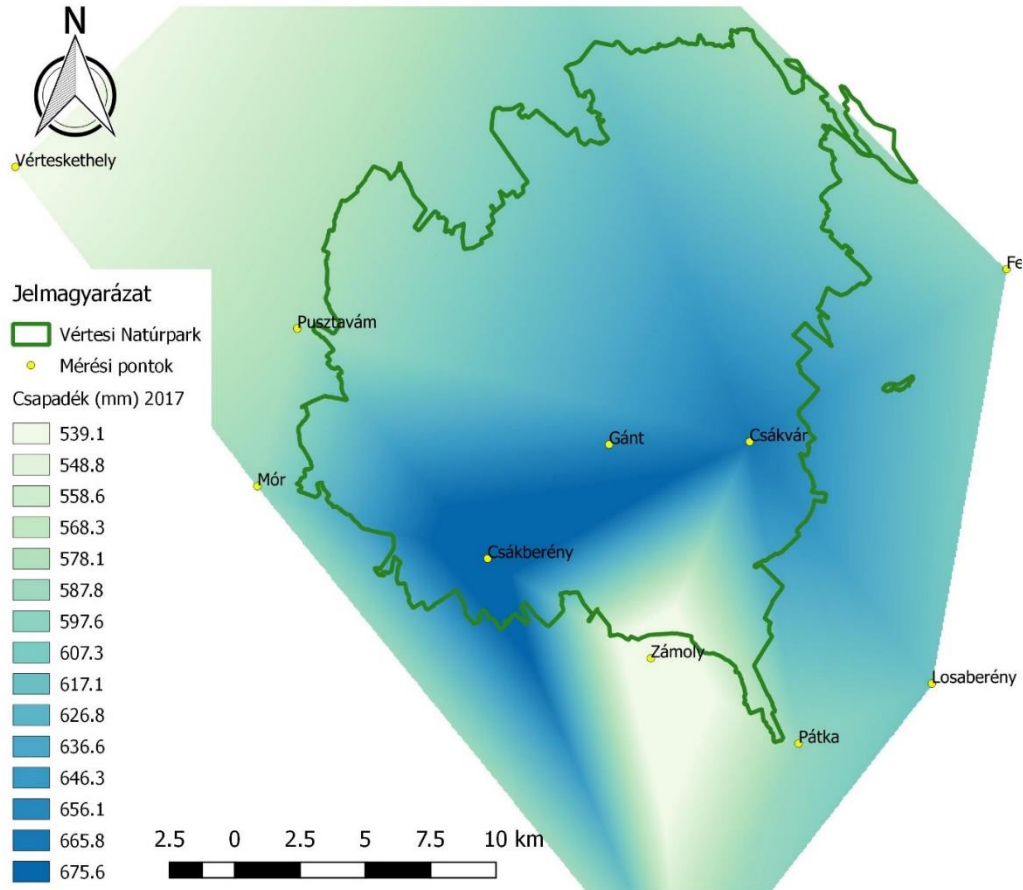 N
Vérteskethely
Fe
Jelmagyarázat
Vértesi Natúrpark
Mérési pontok
Csapadék (mm) 2017
539.1
548.8
558.6
568.3
578.1
587.8
597.6
607.3
617.1
626.8
636.6
646.3
656.1
665.8
675.6
Pusztavám
Mór
Gánt
Csákvár
Csákberény
Zámoly
Losaberény
Pátka
2.5 0 2.5 5 7.5 10 km